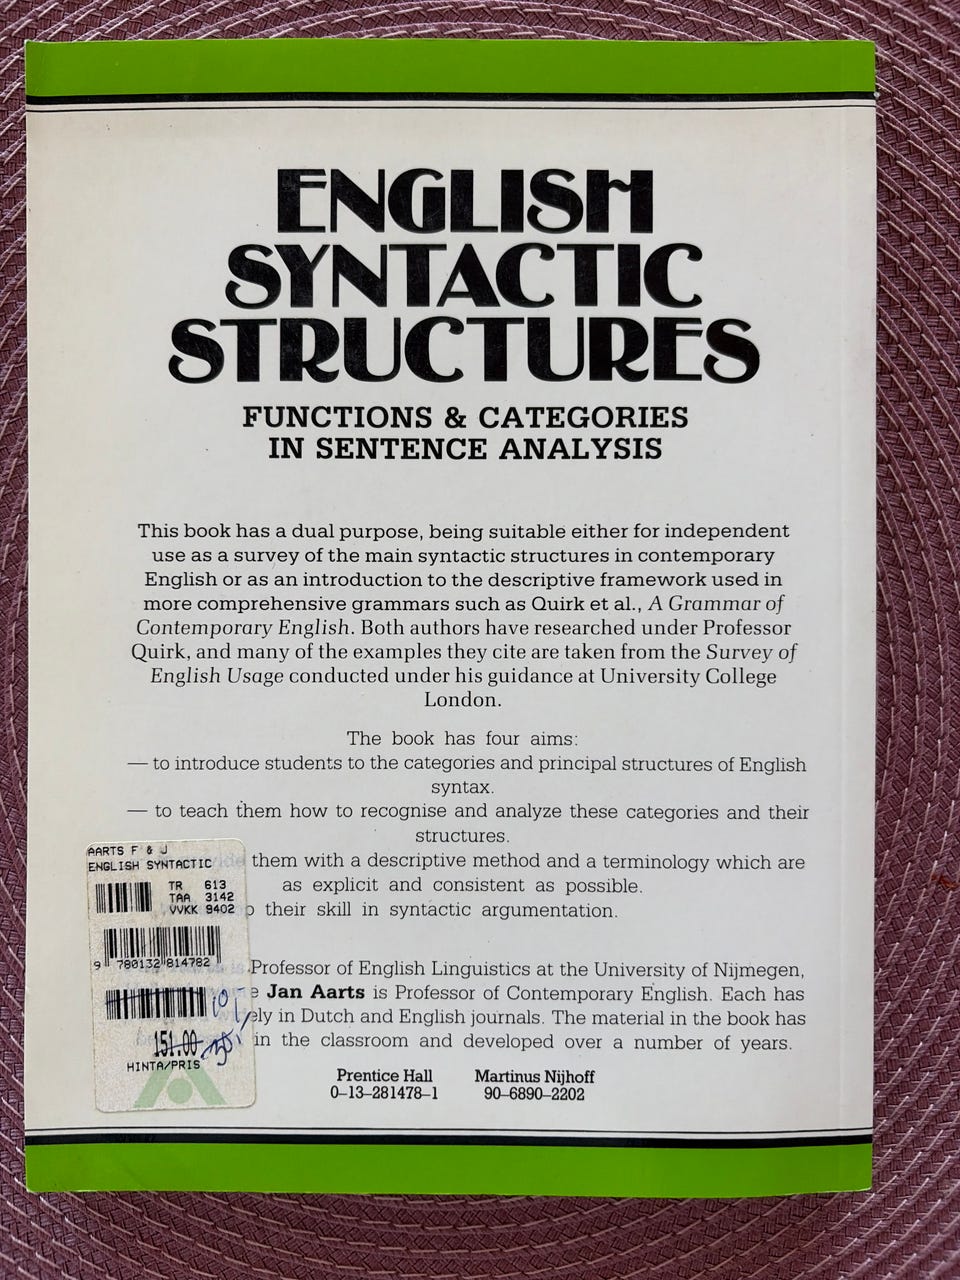 ENGLISH
SYNTACTIC
STRUCTURES
FUNCTIONS & CATEGORIES
IN SENTENCE ANALYSIS
This book has a dual purpose, being suitable either for independent
use as a survey of the main syntactic structures in contemporary
English or as an introduction to the descriptive framework used in
more comprehensive grammars such as Quirk et al., A Grammar of
Contemporary English. Both authors have researched under Professor
Quirk, and many of the examples they cite are taken from the Survey of
English Usage conducted under his guidance at University College
London.
The book has four aims:
— to introduce students to the categories and principal structures of English
syntax.
— to teach them how to recognise and analyze these categories and their
structures.
them with a descriptive method and a terminology which are
as explicit and consistent as possible.
their skill in syntactic argumentation.
Professor of English Linguistics at the University of Nijmegen,
Jan Aarts is Professor of Contemporary English. Each has
in Dutch and English journals. The material in the book has
in the classroom and developed over a number of years.
AARTS F & J
ENGLISH SYNTACTIC
TR 613
TAA 3142
VVKK 9402
9 780132 814782
151.00
HINTA/PRIS
Prentice Hall Martinus Nijhoff
0–13–281478–1 90–6890–2202